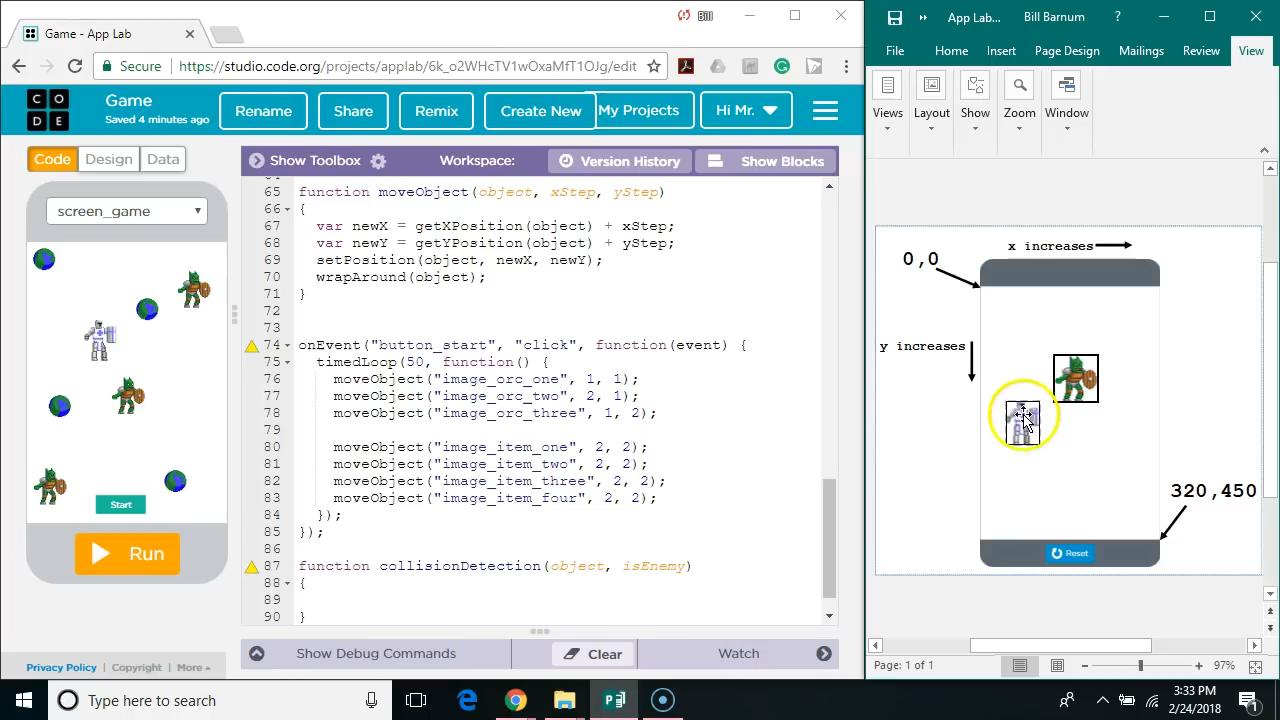 Bill
Game - App Lab
Secure
https://studio.code.org/projects/applab/6k_o2WHcTV1wOxaMfT1OJg/edit
C O
D E
Game
Saved 4 minutes ago
Rename
Share
Remix
Create New
My Projects
Hi Mr.
Code
Design
Data
Show Toolbox
Workspace:
Version History
Show Blocks
screen_game
Start
Run
Privacy Policy
Copyright
More
64
65 function moveObject(object, xStep, yStep)
66 {
67 var newX = getXPosition(object) + xStep;
68 var newY = getYPosition(object) + yStep;
69 setPosition(object, newX, newY);
70 wrapAround(object);
71 }
72
73
74 onEvent("button_start", "click", function(event) {
75 timedLoop(50, function() {
76 moveObject("image_orc_one", 1, 1);
77 moveObject("image_orc_two", 2, 1);
78 moveObject("image_orc_three", 1, 2);
79
80 moveObject("image_item_one", 2, 2);
81 moveObject("image_item_two", 2, 2);
82 moveObject("image_item_three", 2, 2);
83 moveObject("image_item_four", 2, 2);
84 });
85 });
86
87 function collisionDetection(object, isEnemy)
88 {
89
90 }
Show Debug Commands
Clear
Watch
App Lab...
Bill Barnum
?
File
Home
Insert
Page Design
Mailings
Review
View
Views
Layout
Show
Zoom
Window
x increases
0,0
y increases
320,450
Reset
Page: 1 of 1
97%
Type here to search
3:33 PM
2/24/2018
1